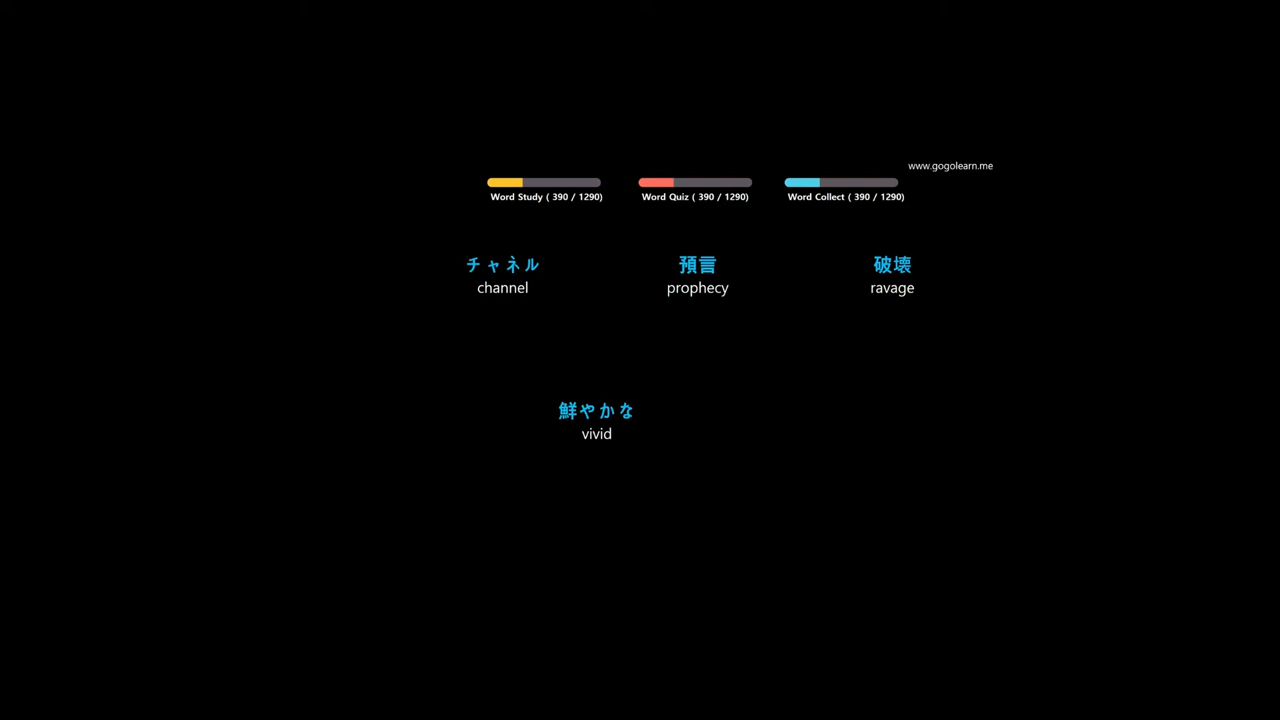 www.gogolearn.me
Word Study ( 390 / 1290)
Word Quiz ( 390 / 1290)
Word Collect ( 390 / 1290)
チャネル
channel
預言
prophecy
破壊
ravage
鮮やかな
vivid